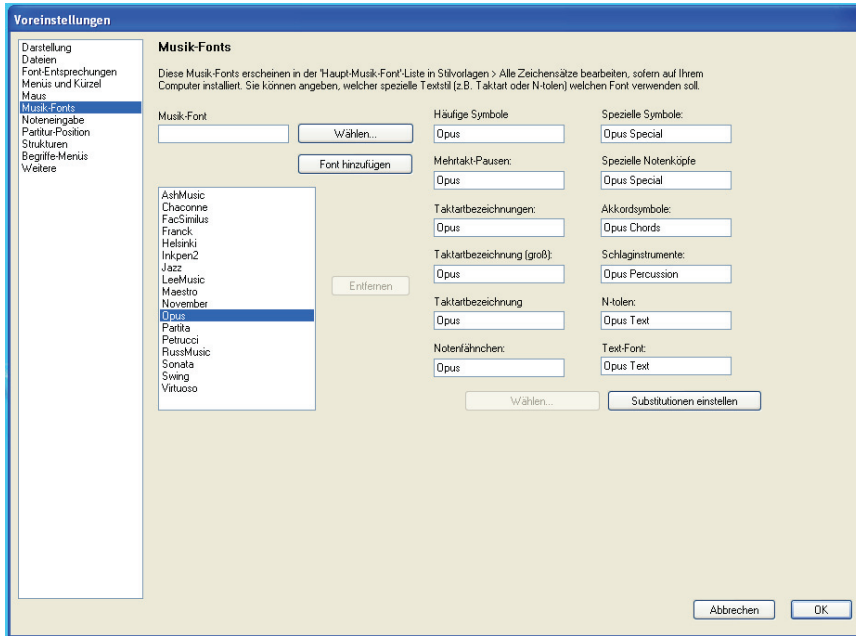 Voreinstellungen
Darstellung
Dateien
Font-Entsprechungen
Menüs und Kürzel
Maus
Musik-Fonts
Noteneingabe
Partitur-Position
Strukturen
Begriffe-Menüs
Weitere
Musik-Fonts
Diese Musik-Fonts erscheinen in der 'Haupt-Musik-Font'-Liste in Stilvorlagen > Alle Zeichensätze bearbeiten, sofern auf Ihrem
Computer installiert. Sie können angeben, welcher spezielle Textstil (z.B. Taktart oder N-tolen) welchen Font verwenden soll.
Musik-Font
Wählen...
Font hinzufügen
AshMusic
Chaconne
FacSimilus
Franck
Helsinki
Inkpen2
Jazz
LeeMusic
Maestro
November
Opus
Partita
Petrucci
RussMusic
Sonata
Swing
Virtuoso
Entfernen
Häufige Symbole
Opus
Mehrtakt-Pausen:
Opus
Taktartbezeichnungen:
Opus
Taktartbezeichnung (groß):
Opus
Taktartbezeichnung
Opus
Notenfähnchen:
Opus
Spezielle Symbole:
Opus Special
Spezielle Notenköpfe
Opus Special
Akkordsymbole:
Opus Chords
Schlaginstrumente:
Opus Percussion
N-tolen:
Opus Text
Text-Font:
Opus Text
Wählen...
Substitutionen einstellen
Abbrechen
OK